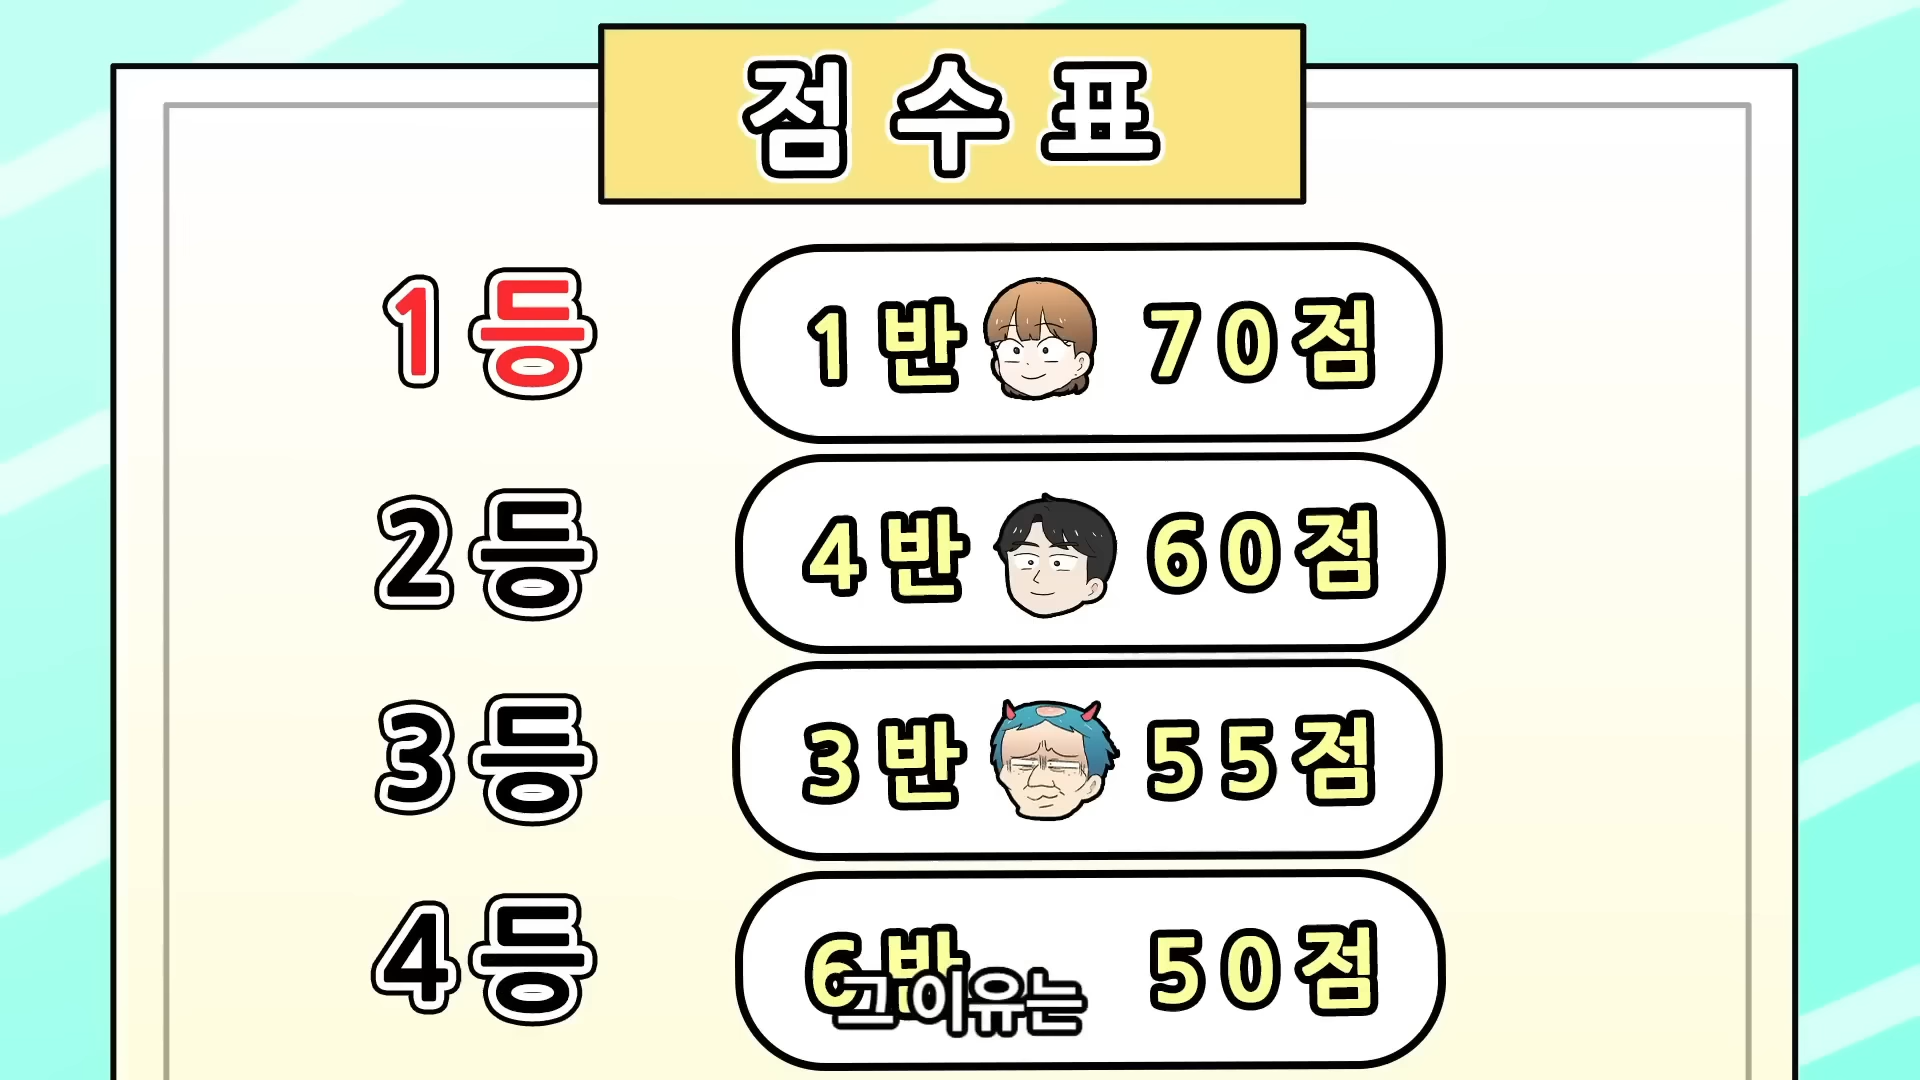 점수표
1등 1반 70점
2등 4반 60점
3등 3반 55점
4등 6반 50점
그 이유는